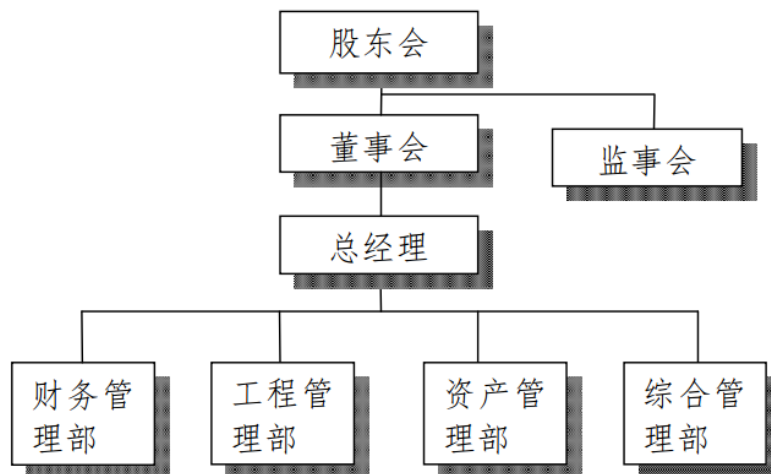 股东会
董事会
监事会
总经理
财务管
理部
工程管
理部
资产管
理部
综合管
理部